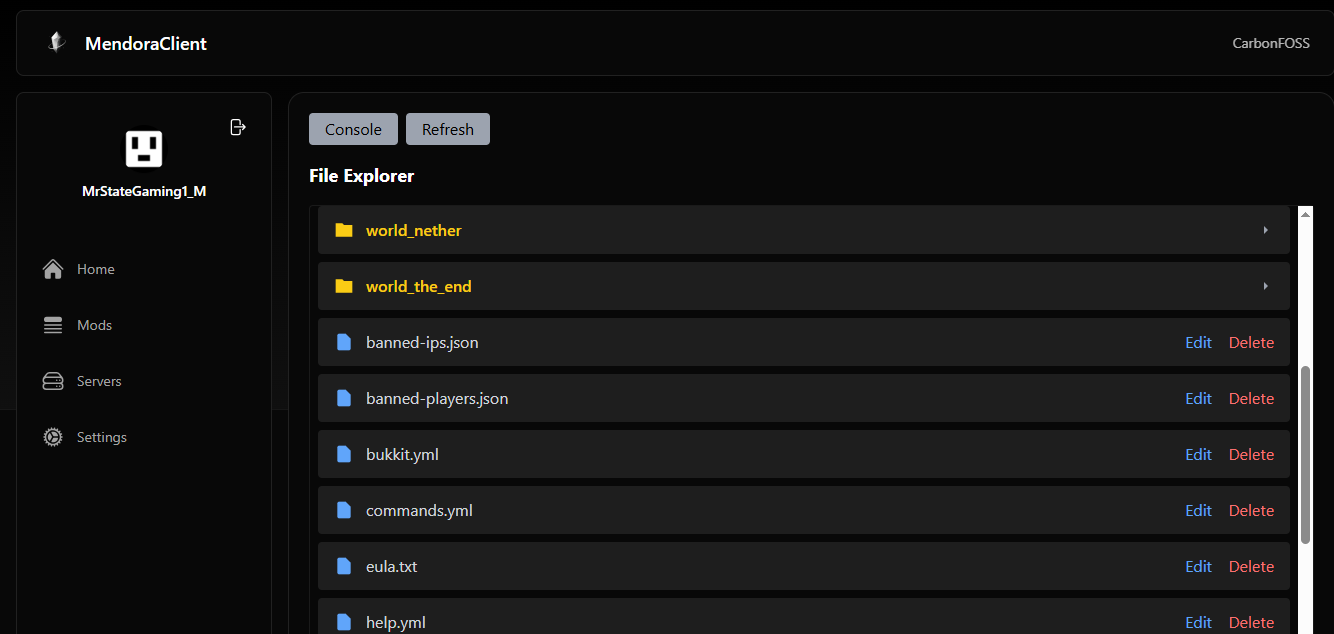 MendoraClient
CarbonFOSS
MrStateGaming1_M
Home
Mods
Servers
Settings
Console Refresh
File Explorer
world_nether
world_the_end
banned-ips.json Edit Delete
banned-players.json Edit Delete
bukkit.yml Edit Delete
commands.yml Edit Delete
eula.txt Edit Delete
help.yml Edit Delete